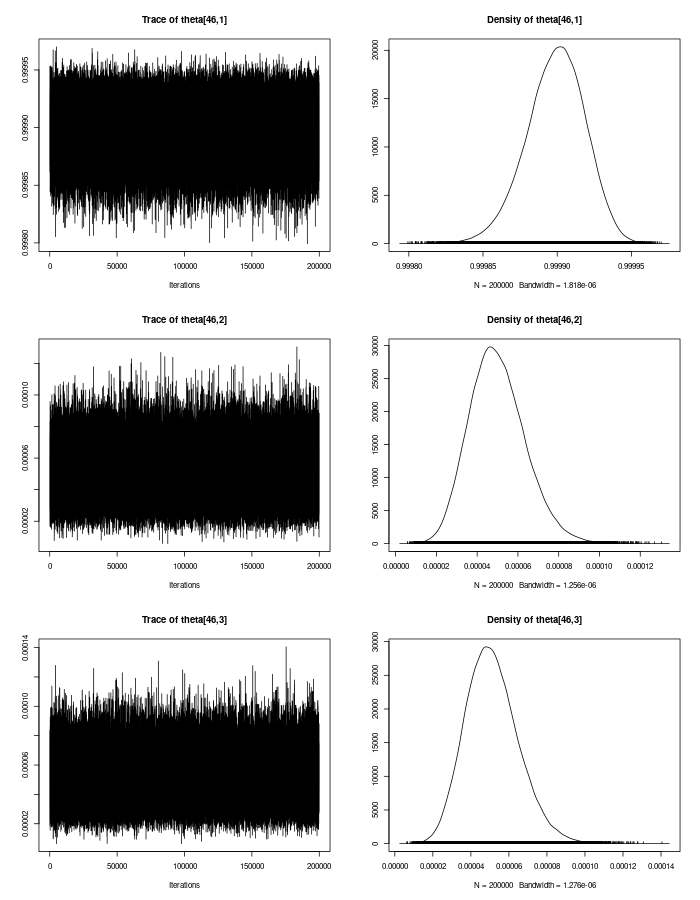 Trace of theta[46,1]
Density of theta[46,1]
0.99980 0.99985 0.99990 0.99995
0 5000 10000 15000 20000
0 50000 100000 150000 200000
0.99980 0.99985 0.99990 0.99995
Iterations
N = 200000 Bandwidth = 1.818e-06
Trace of theta[46,2]
Density of theta[46,2]
0.00002 0.00006 0.00010
0 5000 10000 15000 20000 25000 30000
0 50000 100000 150000 200000
0.00000 0.00002 0.00004 0.00006 0.00008 0.00010 0.00012
Iterations
N = 200000 Bandwidth = 1.256e-06
Trace of theta[46,3]
Density of theta[46,3]
0.00002 0.00006 0.00010 0.00014
0 5000 10000 15000 20000 25000 30000
0 50000 100000 150000 200000
0.00000 0.00002 0.00004 0.00006 0.00008 0.00010 0.00012 0.00014
Iterations
N = 200000 Bandwidth = 1.276e-06